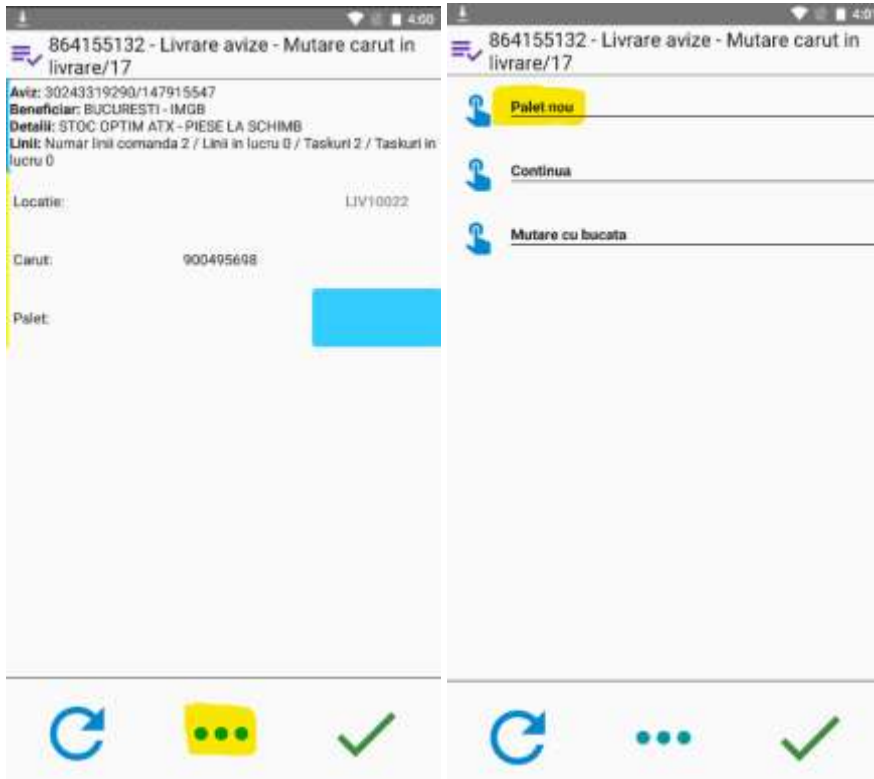 4:00
864155132 - Livrare avize - Mutare carut in
livrare/17
Aviz: 30243319290/147915547
Beneficiar: BUCURESTI - IMGB
Detalii: STOC OPTIM ATX - PIESE LA SCHIMB
Linii: Numar linii comanda 2 / Linii in lucru 0 / Taskuri 2 / Taskuri in
lucru 0
Locatie: LIV10022
Carut: 900495698
Palet:
864155132 - Livrare avize - Mutare carut in
livrare/17
Palet nou
Continua
Mutare cu bucata